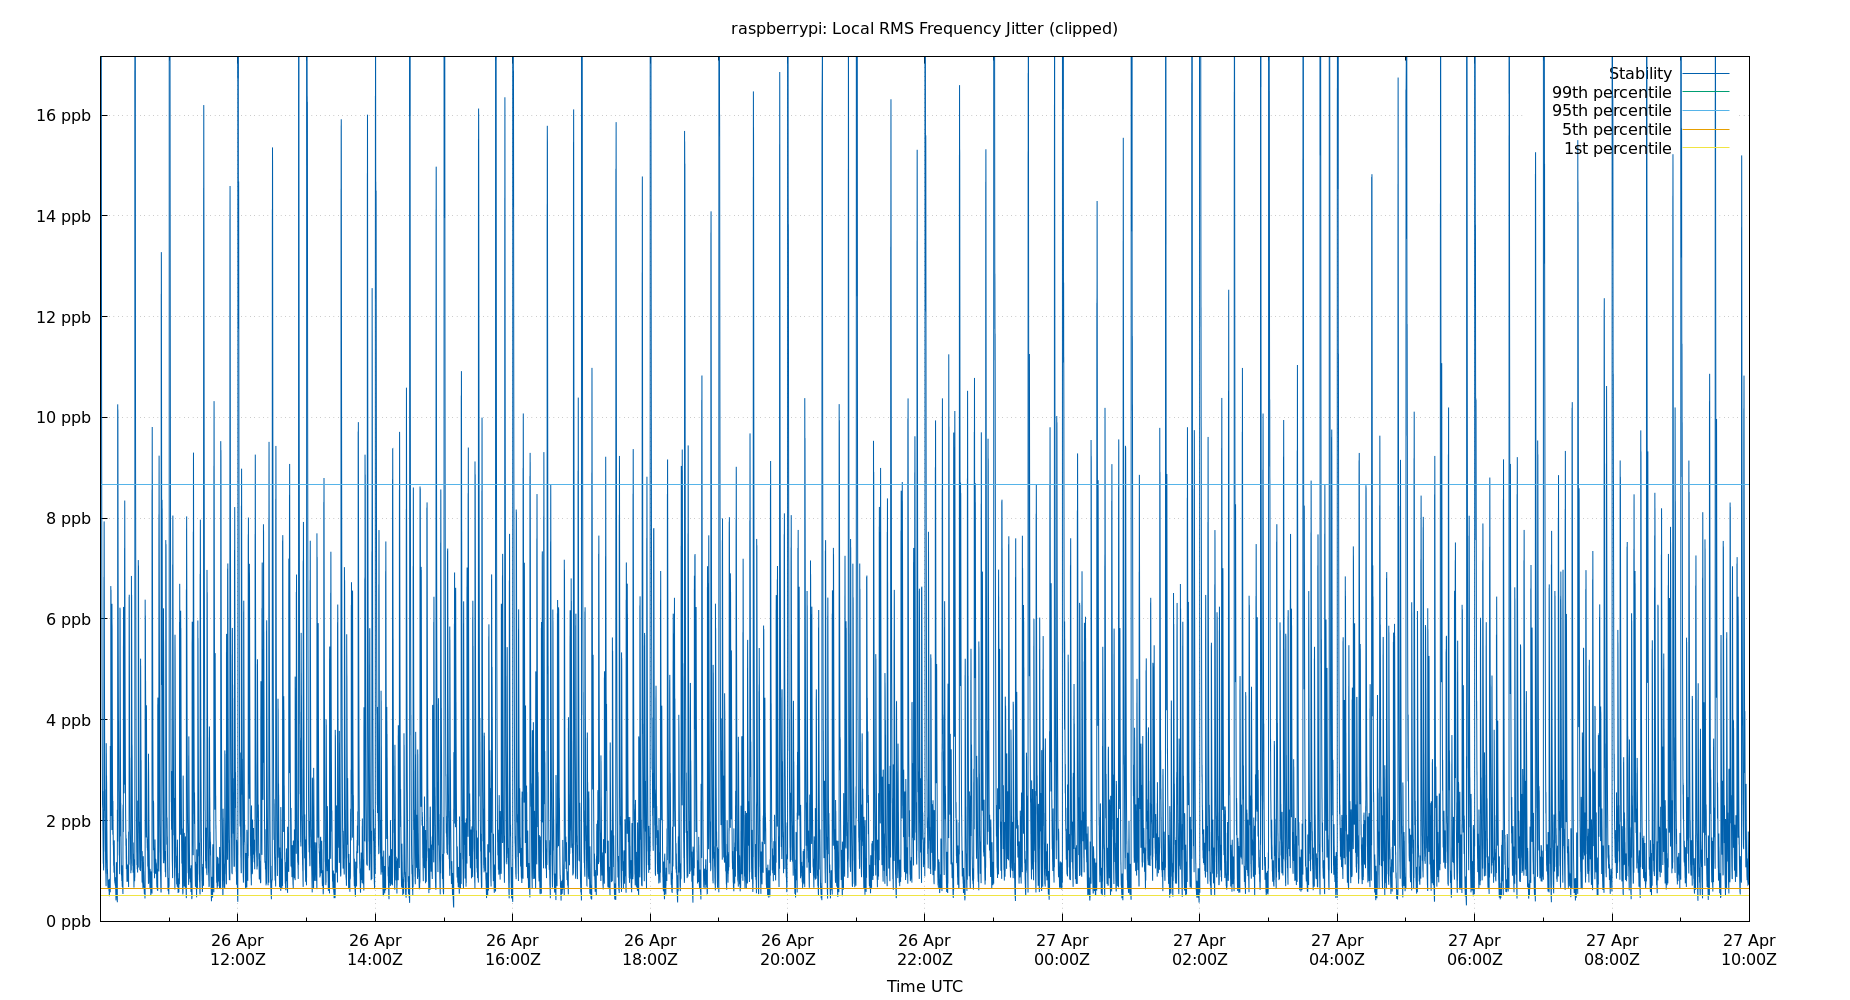 raspberrypi: Local RMS Frequency Jitter (clipped)
Stability
99th percentile
95th percentile
5th percentile
1st percentile
16 ppb
14 ppb
12 ppb
10 ppb
8 ppb
6 ppb
4 ppb
2 ppb
0 ppb
26 Apr 26 Apr 26 Apr 26 Apr 26 Apr 26 Apr 27 Apr 27 Apr 27 Apr 27 Apr 27 Apr 27 Apr
12:00Z 14:00Z 16:00Z 18:00Z 20:00Z 22:00Z 00:00Z 02:00Z 04:00Z 06:00Z 08:00Z 10:00Z
Time UTC